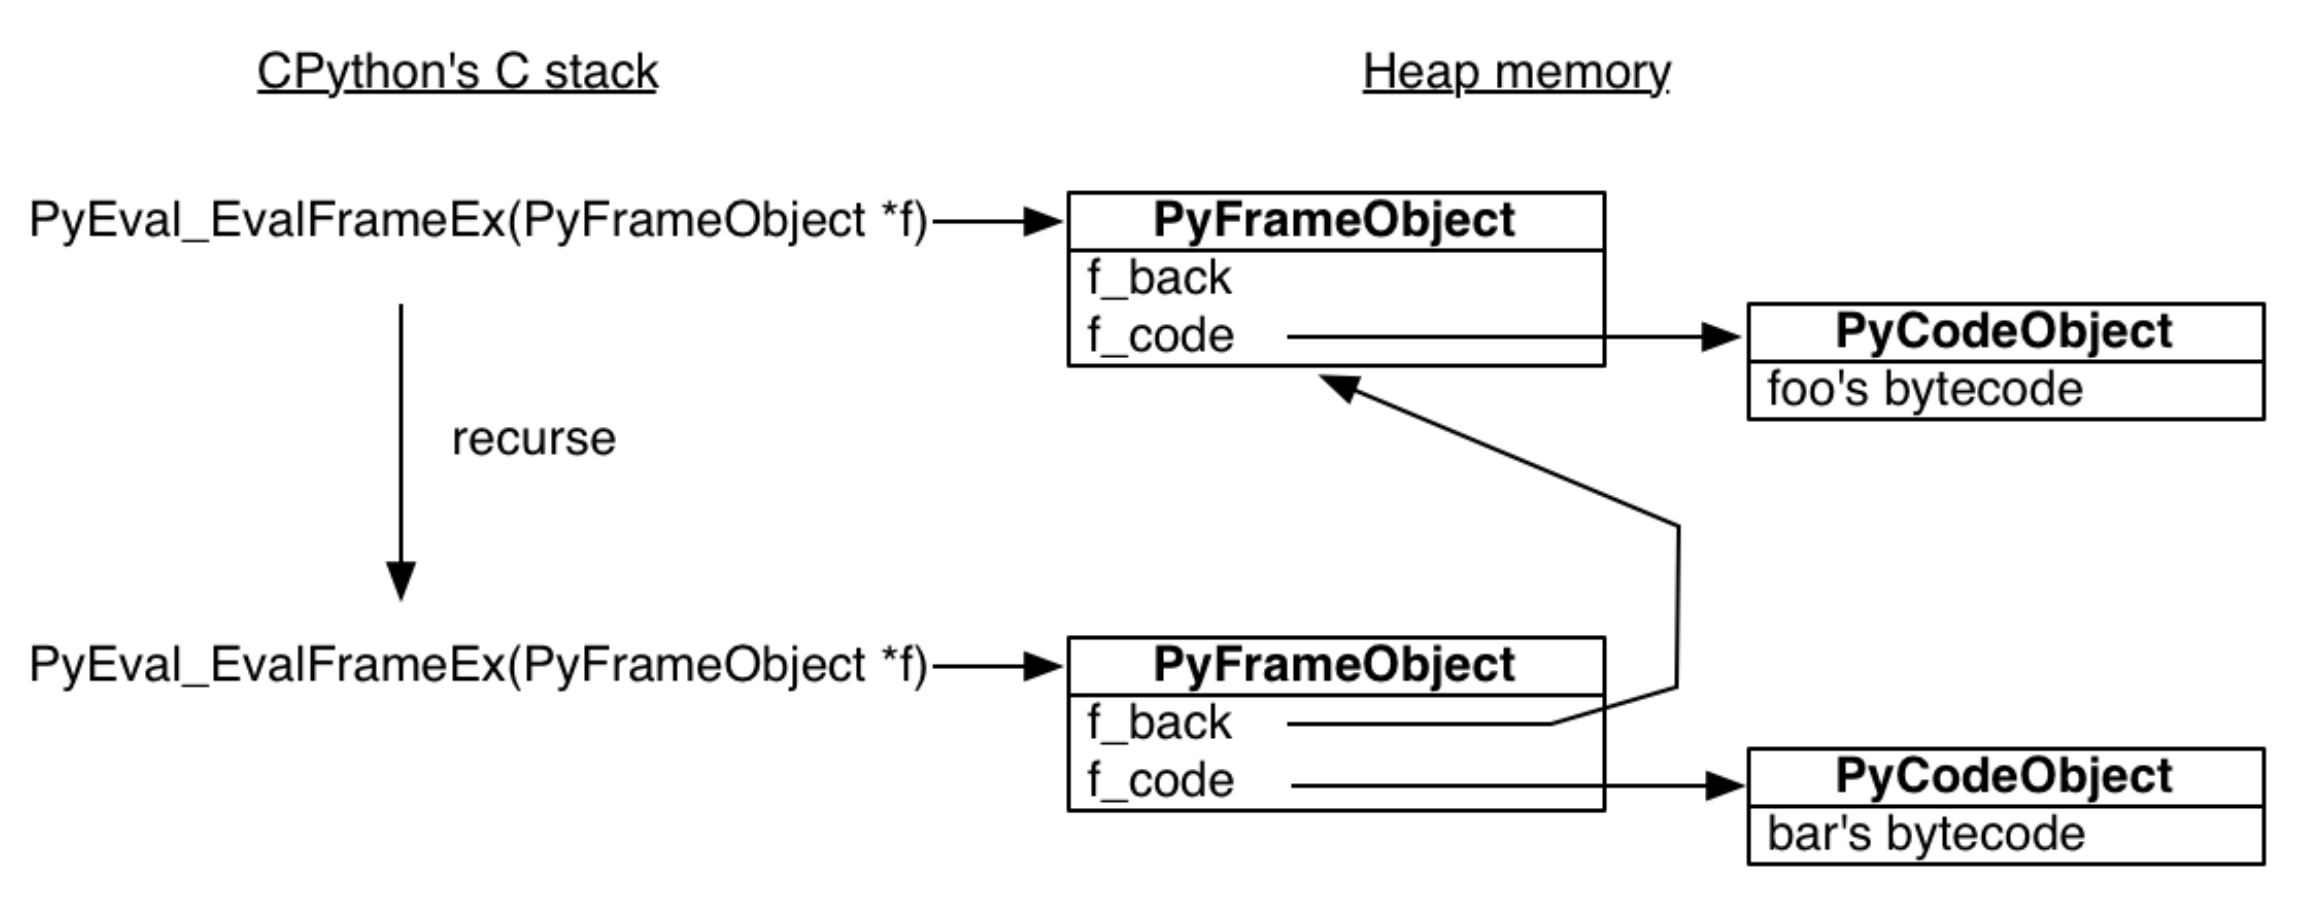 CPython's C stack
Heap memory
PyEval_EvalFrameEx(PyFrameObject *f)
PyFrameObject
f_back
f_code
PyCodeObject
foo's bytecode
recurse
PyEval_EvalFrameEx(PyFrameObject *f)
PyFrameObject
f_back
f_code
PyCodeObject
bar's bytecode